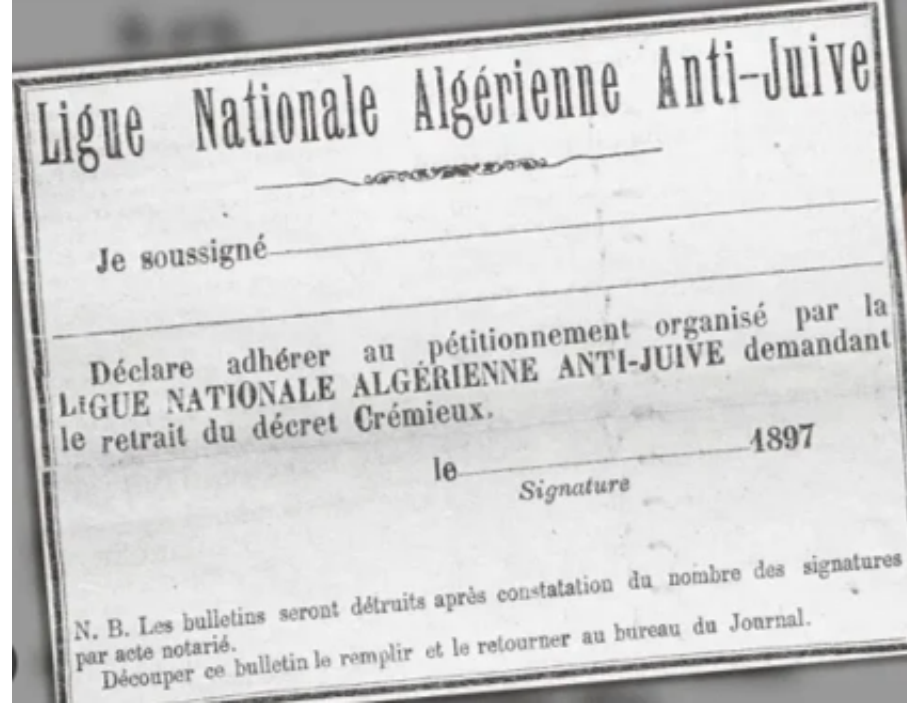 Ligue Nationale Algérienne Anti-Juive
Je soussigné
Déclare adhérer au pétitionnement organisé par la
LIGUE NATIONALE ALGÉRIENNE ANTI-JUIVE demandant
le retrait du décret Crémieux.
le 1897
Signature
N. B. Les bulletins seront détruits après constatation du nombre des signatures
par acte notarié.
Découper ce bulletin le remplir et le retourner au bureau du Journal.